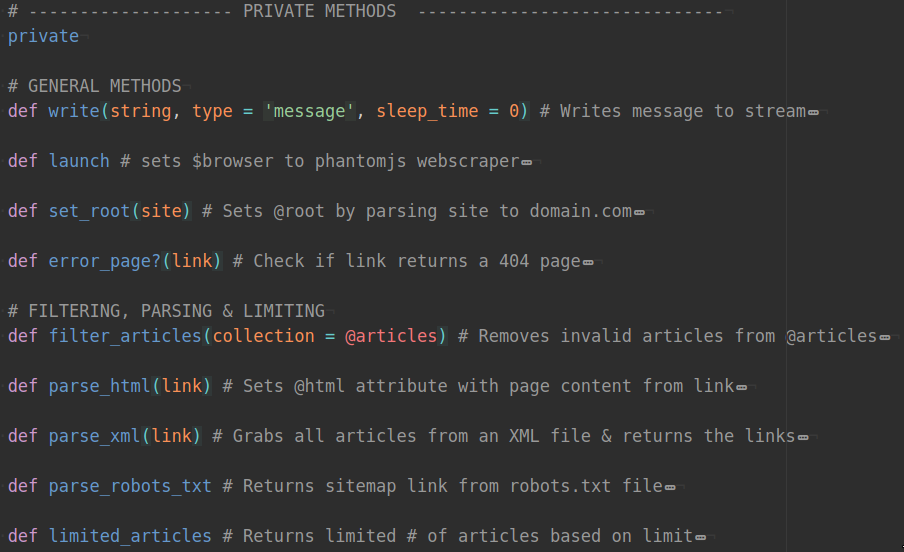 # -------------------- PRIVATE METHODS  ------------------------------
private
# GENERAL METHODS
def write(string, type = 'message', sleep_time = 0) # Writes message to stream
def launch # sets $browser to phantomjs webscraper
def set_root(site) # Sets @root by parsing site to domain.com
def error_page?(link) # Check if link returns a 404 page
# FILTERING, PARSING & LIMITING
def filter_articles(collection = @articles) # Removes invalid articles from @articles
def parse_html(link) # Sets @html attribute with page content from link
def parse_xml(link) # Grabs all articles from an XML file & returns the links
def parse_robots_txt # Returns sitemap link from robots.txt file
def limited_articles # Returns limited # of articles based on limit